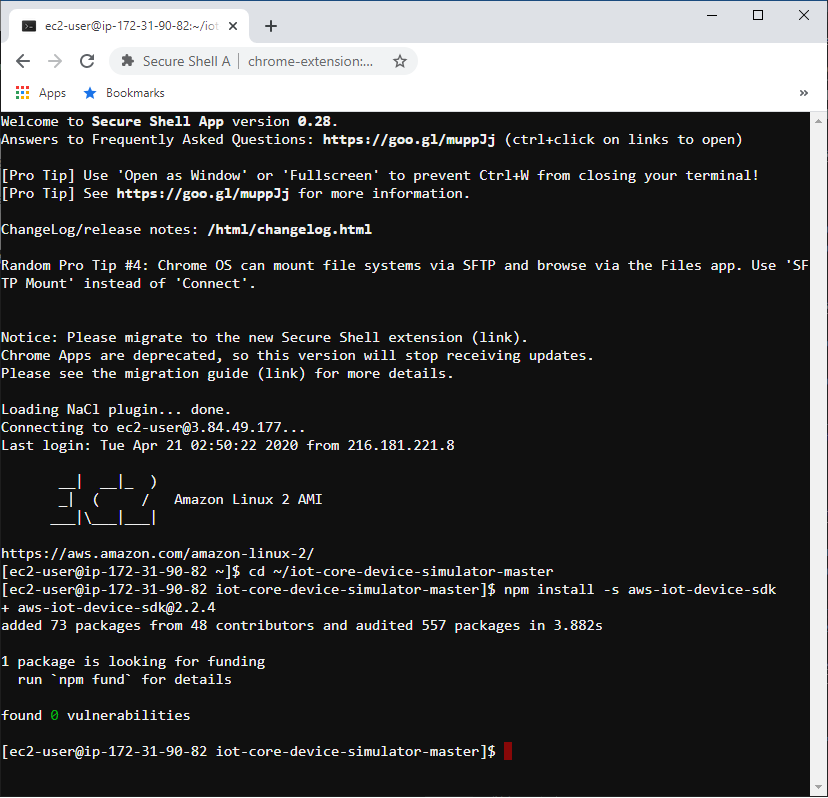 ec2-user@ip-172-31-90-82:~/iot
Secure Shell A | chrome-extension:...
Apps Bookmarks »
Welcome to Secure Shell App version 0.28.
Answers to Frequently Asked Questions: https://goo.gl/muppJj (ctrl+click on links to open)
[Pro Tip] Use 'Open as Window' or 'Fullscreen' to prevent Ctrl+W from closing your terminal!
[Pro Tip] See https://goo.gl/muppJj for more information.
ChangeLog/release notes: /html/changelog.html
Random Pro Tip #4: Chrome OS can mount file systems via SFTP and browse via the Files app. Use 'SF
TP Mount' instead of 'Connect'.
Notice: Please migrate to the new Secure Shell extension (link).
Chrome Apps are deprecated, so this version will stop receiving updates.
Please see the migration guide (link) for more details.
Loading NaCl plugin... done.
Connecting to ec2-user@3.84.49.177...
Last login: Tue Apr 21 02:50:22 2020 from 216.181.221.8
       __|  __|_  )
       _|  (     /   Amazon Linux 2 AMI
      ___|\___|___|
https://aws.amazon.com/amazon-linux-2/
[ec2-user@ip-172-31-90-82 ~]$ cd ~/iot-core-device-simulator-master
[ec2-user@ip-172-31-90-82 iot-core-device-simulator-master]$ npm install -s aws-iot-device-sdk
+ aws-iot-device-sdk@2.2.4
added 73 packages from 48 contributors and audited 557 packages in 3.882s
1 package is looking for funding
  run `npm fund` for details
found 0 vulnerabilities
[ec2-user@ip-172-31-90-82 iot-core-device-simulator-master]$